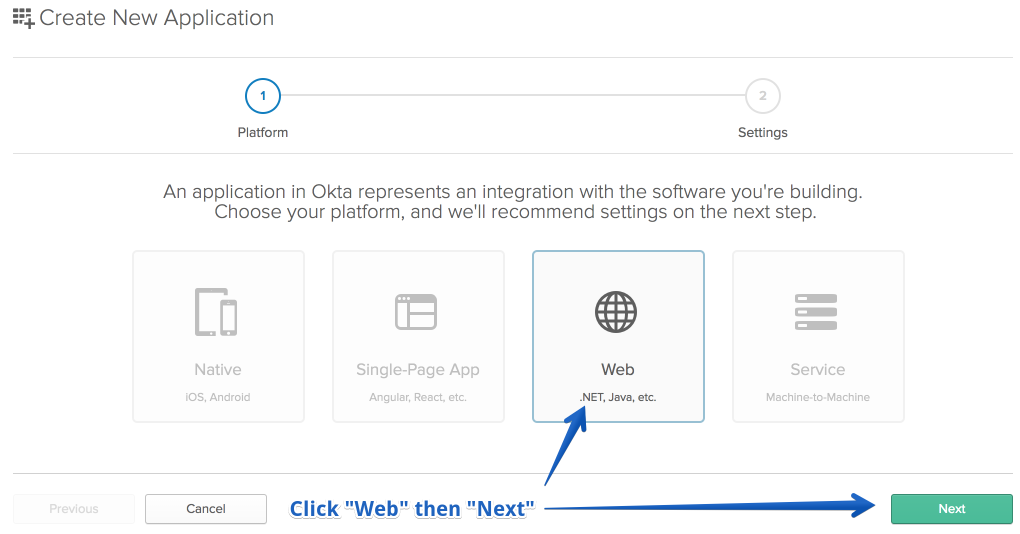 Create New Application
1
2
Platform
Settings
An application in Okta represents an integration with the software you're building.
Choose your platform, and we'll recommend settings on the next step.
Native
iOS, Android
Single-Page App
Angular, React, etc.
Web
.NET, Java, etc.
Service
Machine-to-Machine
Previous
Cancel
Click "Web" then "Next"
Next